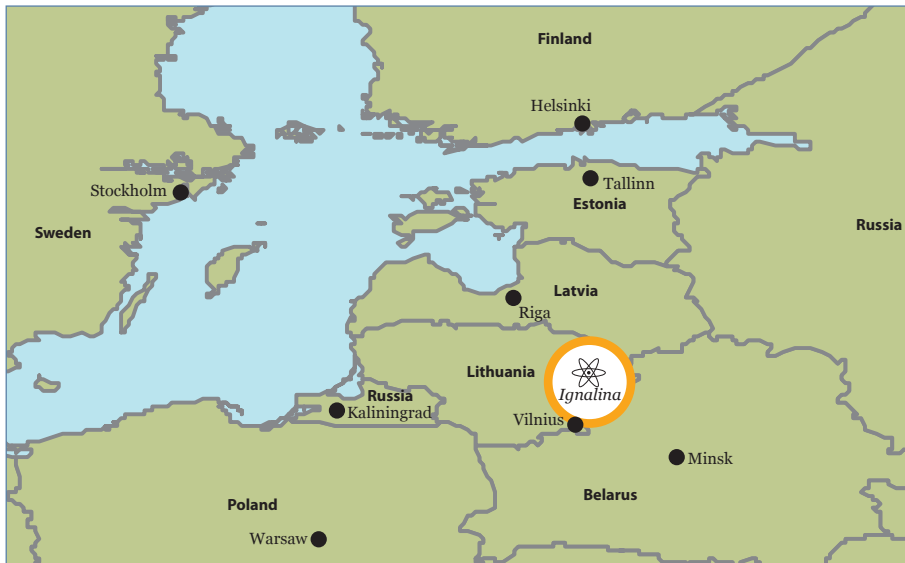 Finland
Helsinki
Stockholm
Tallinn
Estonia
Sweden
Russia
Latvia
Riga
Lithuania
Ignalina
Russia
Kaliningrad
Vilnius
Minsk
Belarus
Poland
Warsaw